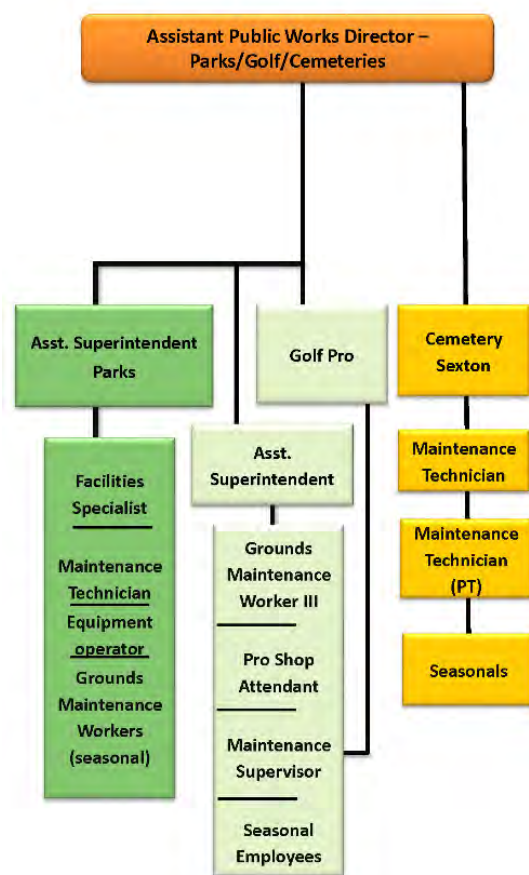 Assistant Public Works Director –
Parks/Golf/Cemeteries
Asst. Superintendent
Parks
Facilities
Specialist
Maintenance
Technician
Equipment
operator
Grounds
Maintenance
Workers
(seasonal)
Asst.
Superintendent
Grounds
Maintenance
Worker III
Pro Shop
Attendant
Maintenance
Supervisor
Seasonal
Employees
Golf Pro
Cemetery
Sexton
Maintenance
Technician
Maintenance
Technician
(PT)
Seasonals